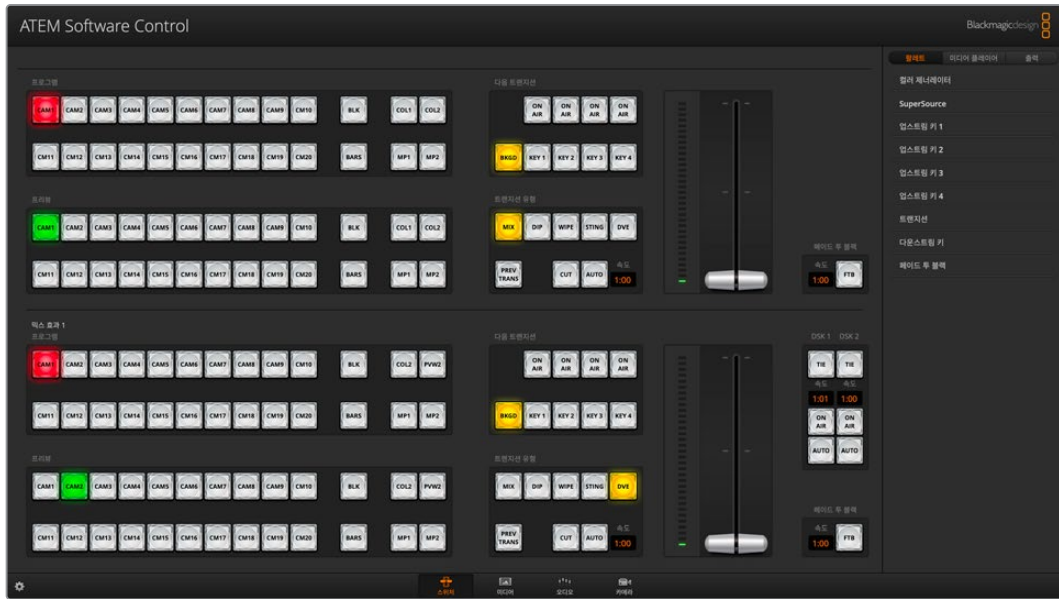 ATEM Software Control
Blackmagicdesign
팔레트 미디어 플레이어 출력
컬러 제너레이터
SuperSource
업스트림 키 1
업스트림 키 2
업스트림 키 3
업스트림 키 4
트랜지션
다운스트림 키
페이드 투 블랙
프로그램
CAM1 CAM2 CAM3 CAM4 CAM5 CAM6 CAM7 CAM8 CAM9 CM10 BLK COL1 COL2
CM11 CM12 CM13 CM14 CM15 CM16 CM17 CM18 CM19 CM20 BARS MP1 MP2
다음 트랜지션
ON AIR ON AIR ON AIR ON AIR
BKGD KEY 1 KEY 2 KEY 3 KEY 4
프리뷰
CAM1 CAM2 CAM3 CAM4 CAM5 CAM6 CAM7 CAM8 CAM9 CM10 BLK COL1 COL2
CM11 CM12 CM13 CM14 CM15 CM16 CM17 CM18 CM19 CM20 BARS MP1 MP2
트랜지션 유형
MIX DIP WIPE STING DVE
PREV TRANS CUT AUTO 속도 1:00
페이드 투 블랙
속도 1:00 FTB
믹스 효과 1
프로그램
CAM1 CAM2 CAM3 CAM4 CAM5 CAM6 CAM7 CAM8 CAM9 CM10 BLK COL2 PVW2
CM11 CM12 CM13 CM14 CM15 CM16 CM17 CM18 CM19 CM20 BARS MP1 MP2
다음 트랜지션
ON AIR ON AIR ON AIR ON AIR
BKGD KEY 1 KEY 2 KEY 3 KEY 4
DSK 1 DSK 2
TIE TIE
속도 속도
1:01 1:00
ON AIR ON AIR
AUTO AUTO
프리뷰
CAM1 CAM2 CAM3 CAM4 CAM5 CAM6 CAM7 CAM8 CAM9 CM10 BLK COL2 PVW2
CM11 CM12 CM13 CM14 CM15 CM16 CM17 CM18 CM19 CM20 BARS MP1 MP2
트랜지션 유형
MIX DIP WIPE STING DVE
PREV TRANS CUT AUTO 속도 1:00
페이드 투 블랙
속도 1:00 FTB
스위처 미디어 오디오 카메라